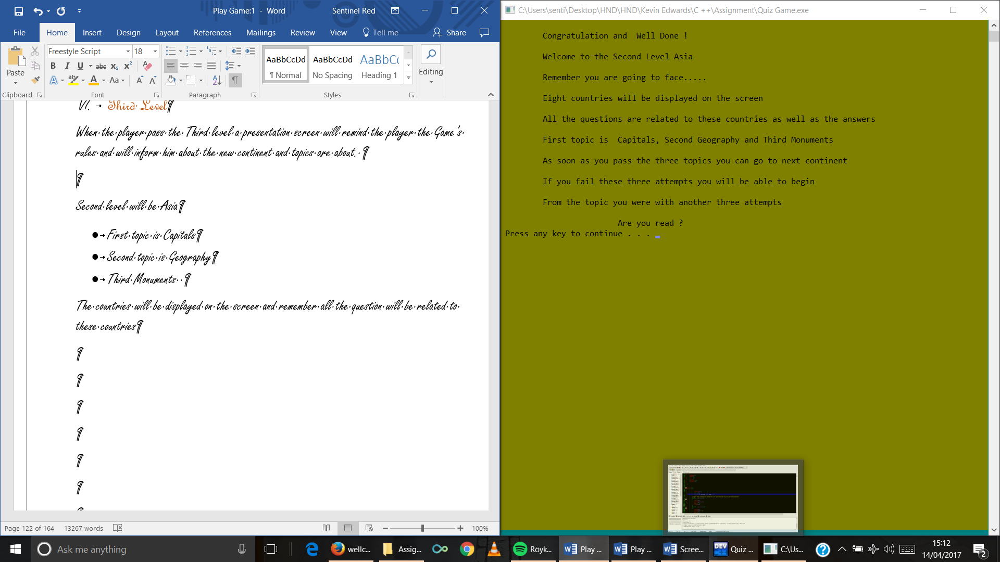 Play Game:1 - Word
Sentinel Red
File
Home
Insert
Design
Layout
References
Mailings
Review
View
Tell me
Share
Paste
Clipboard
Freestyle Script
18
B I U abc x₂ x²
A ab A Aa A A
Font
Paragraph
AaBbCcDd
¶ Normal
AaBbCcDd
No Spacing
AaBbCc
Heading 1
Styles
Editing
VI. → Third Level¶
When the player pass the Third level a presentation screen will remind the player the Game's
rules and will inform him about the new continent and topics are about. ¶
¶
Second level will be Asia¶
● → First topic is Capitals¶
● → Second topic is Geography¶
● → Third Monuments ¶
The countries will be displayed on the screen and remember all the question will be related to
these countries¶
¶
¶
¶
¶
¶
¶
Page 122 of 164
13267 words
100%
C:\Users\senti\Desktop\HND\HND\Kevin Edwards\C ++\Assignment\Quiz Game.exe
Congratulation and  Well Done !
Welcome to the Second Level Asia
Remember you are going to face.....
Eight countries will be displayed on the screen
All the questions are related to these countries as well as the answers
First topic is  Capitals, Second Geography and Third Monuments
As soon as you pass the three topics you can go to next continent
If you fail these three attempts you will be able to begin
From the topic you were with another three attempts
Are you read ?
Press any key to continue . . .
Ask me anything
wellc...
Assig...
Röyk...
Play ...
Play ...
Scree...
DEV
Quiz ...
C:\Us...
15:12
14/04/2017
2